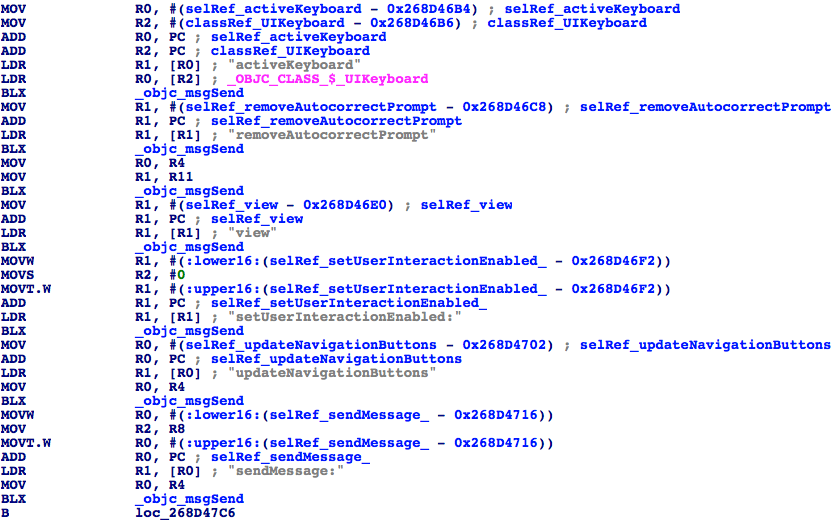 MOV R0, #(selRef_activeKeyboard - 0x268D46B4) ; selRef_activeKeyboard
MOV R2, #(classRef_UIKeyboard - 0x268D46B6) ; classRef_UIKeyboard
ADD R0, PC ; selRef_activeKeyboard
ADD R2, PC ; classRef_UIKeyboard
LDR R1, [R0] ; "activeKeyboard"
LDR R0, [R2] ; _OBJC_CLASS_$_UIKeyboard
BLX _objc_msgSend
MOV R1, #(selRef_removeAutocorrectPrompt - 0x268D46C8) ; selRef_removeAutocorrectPrompt
ADD R1, PC ; selRef_removeAutocorrectPrompt
LDR R1, [R1] ; "removeAutocorrectPrompt"
BLX _objc_msgSend
MOV R0, R4
MOV R1, R11
BLX _objc_msgSend
MOV R1, #(selRef_view - 0x268D46E0) ; selRef_view
ADD R1, PC ; selRef_view
LDR R1, [R1] ; "view"
BLX _objc_msgSend
MOVW R1, #(:lower16:(selRef_setUserInteractionEnabled_ - 0x268D46F2))
MOVS R2, #0
MOVT.W R1, #(:upper16:(selRef_setUserInteractionEnabled_ - 0x268D46F2))
ADD R1, PC ; selRef_setUserInteractionEnabled_
LDR R1, [R1] ; "setUserInteractionEnabled:"
BLX _objc_msgSend
MOV R0, #(selRef_updateNavigationButtons - 0x268D4702) ; selRef_updateNavigationButtons
ADD R0, PC ; selRef_updateNavigationButtons
LDR R1, [R0] ; "updateNavigationButtons"
MOV R0, R4
BLX _objc_msgSend
MOVW R0, #(:lower16:(selRef_sendMessage_ - 0x268D4716))
MOV R2, R8
MOVT.W R0, #(:upper16:(selRef_sendMessage_ - 0x268D4716))
ADD R0, PC ; selRef_sendMessage_
LDR R1, [R0] ; "sendMessage:"
MOV R0, R4
BLX _objc_msgSend
B loc_268D47C6